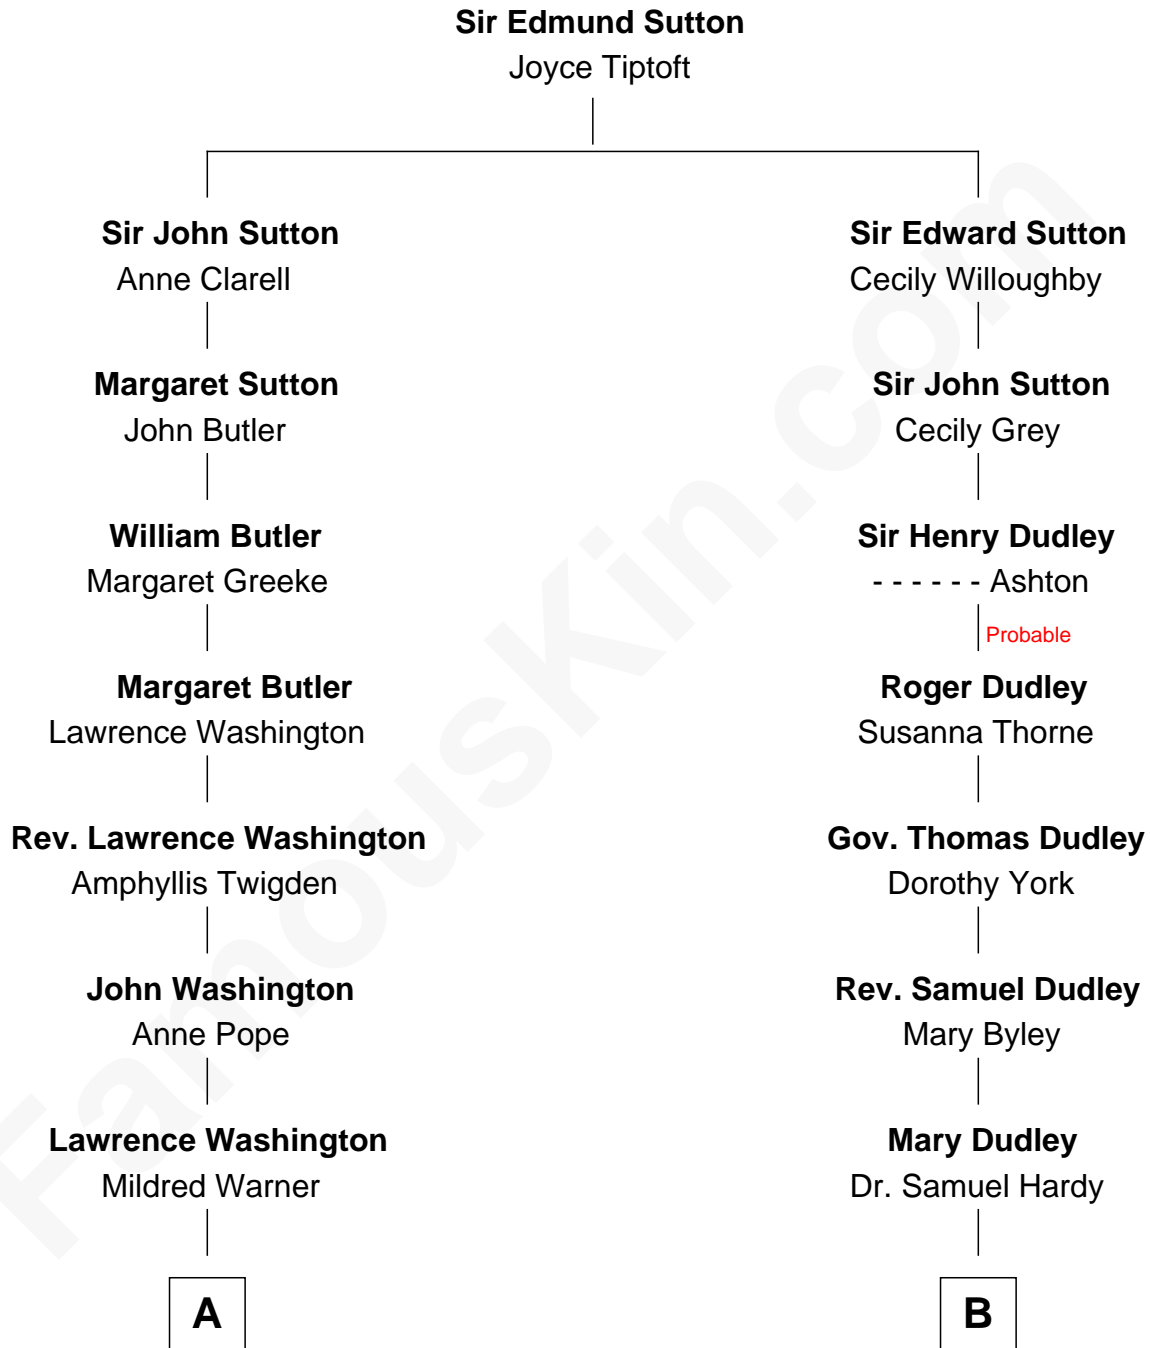 Sir Edmund Sutton
Joyce Tiptoft
Sir John Sutton
Anne Clarell
Sir Edward Sutton
Cecily Willoughby
Margaret Sutton
John Butler
Sir John Sutton
Cecily Grey
William Butler
Margaret Greeke
Sir Henry Dudley
- - - - - - Ashton
Probable
Margaret Butler
Lawrence Washington
Roger Dudley
Susanna Thorne
Rev. Lawrence Washington
Amphyllis Twigden
Gov. Thomas Dudley
Dorothy York
John Washington
Anne Pope
Rev. Samuel Dudley
Mary Byley
Lawrence Washington
Mildred Warner
Mary Dudley
Dr. Samuel Hardy
A
B
FamousKin.com